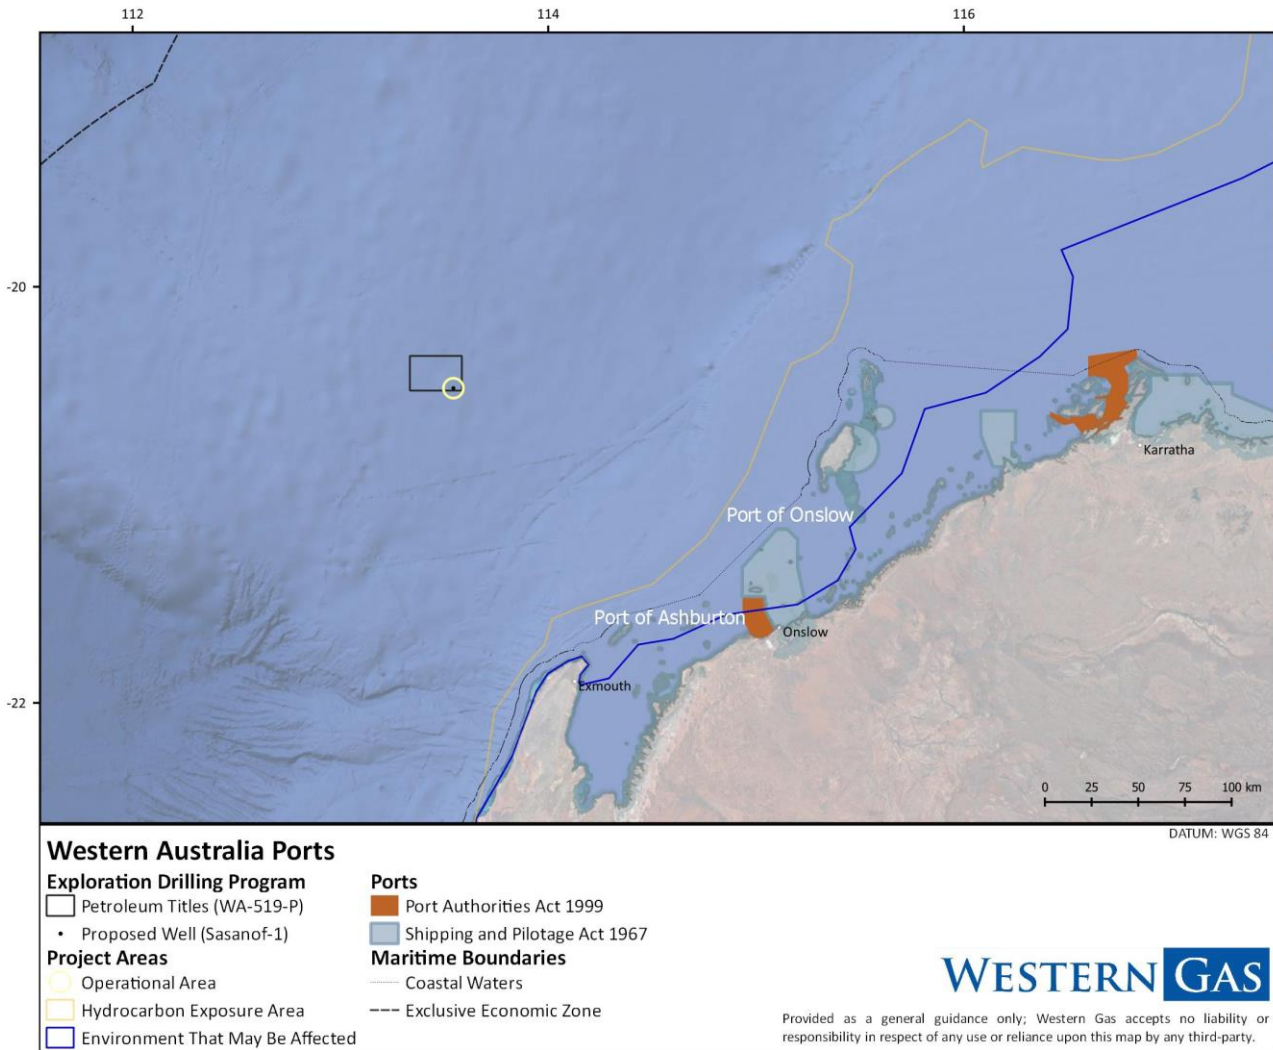 112
114
116
-20
Port of Onslow
Karratha
Port of Ashburton
Onslow
-22
Exmouth
0 25 50 75 100 km
DATUM: WGS 84
Western Australia Ports
Exploration Drilling Program
Petroleum Titles (WA-519-P)
Proposed Well (Sasanof-1)
Project Areas
Operational Area
Hydrocarbon Exposure Area
Environment That May Be Affected
Ports
Port Authorities Act 1999
Shipping and Pilotage Act 1967
Maritime Boundaries
Coastal Waters
Exclusive Economic Zone
WESTERN GAS
Provided as a general guidance only; Western Gas accepts no liability or
responsibility in respect of any use or reliance upon this map by any third-party.